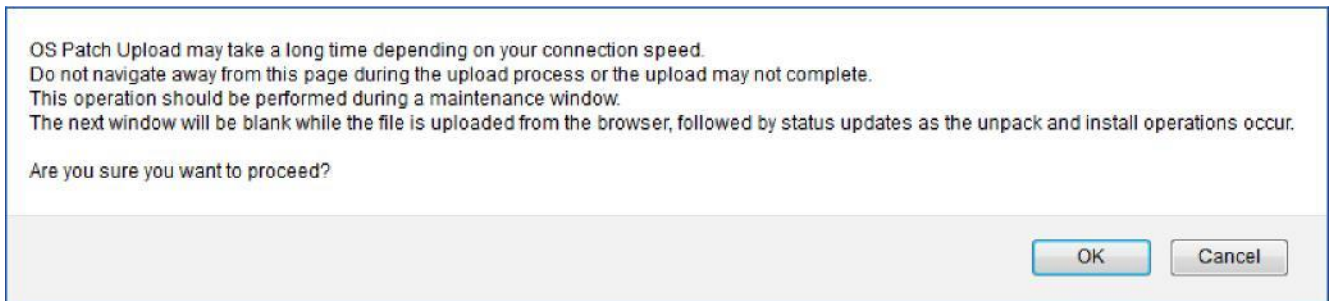 OS Patch Upload may take a long time depending on your connection speed.
Do not navigate away from this page during the upload process or the upload may not complete.
This operation should be performed during a maintenance window.
The next window will be blank while the file is uploaded from the browser, followed by status updates as the unpack and install operations occur.
Are you sure you want to proceed?
OK
Cancel